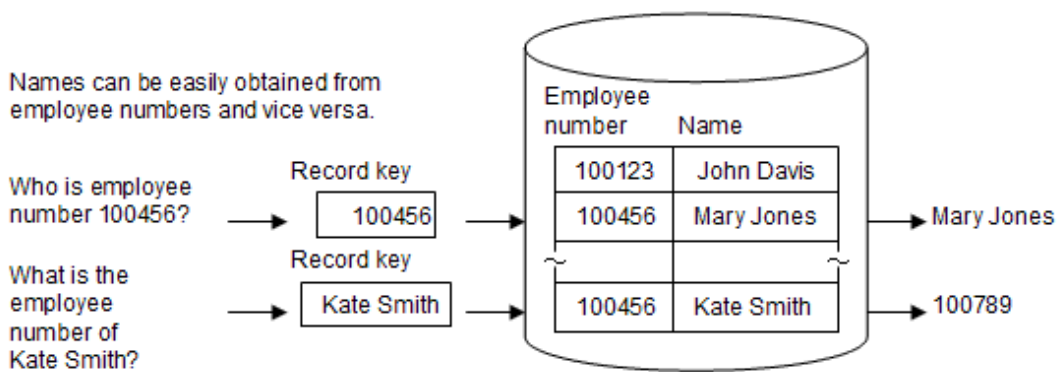 Names can be easily obtained from
employee numbers and vice versa.
Employee
number Name
100123 John Davis
Who is employee
number 100456?
Record key
100456
100456 Mary Jones
Mary Jones
What is the
employee
number of
Kate Smith?
Record key
Kate Smith
100456 Kate Smith
100789